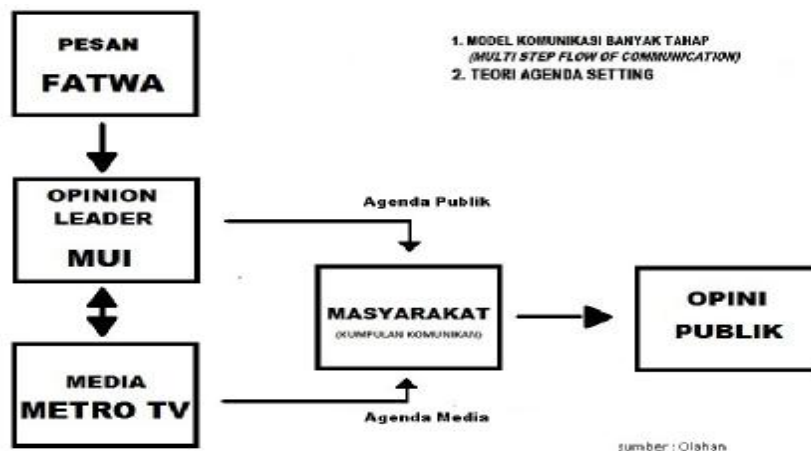 PESAN
FATWA
1. MODEL KOMUNIKASI BANYAK TAHAP
(MULTI STEP FLOW OF COMMUNICATION)
2. TEORI AGENDA SETTING
OPINION
LEADER
MUI
Agenda Publik
MASYARAKAT
(KUMPULAN KOMUNIKAN)
OPINI
PUBLIK
MEDIA
METRO TV
Agenda Media
sumber : Olahan